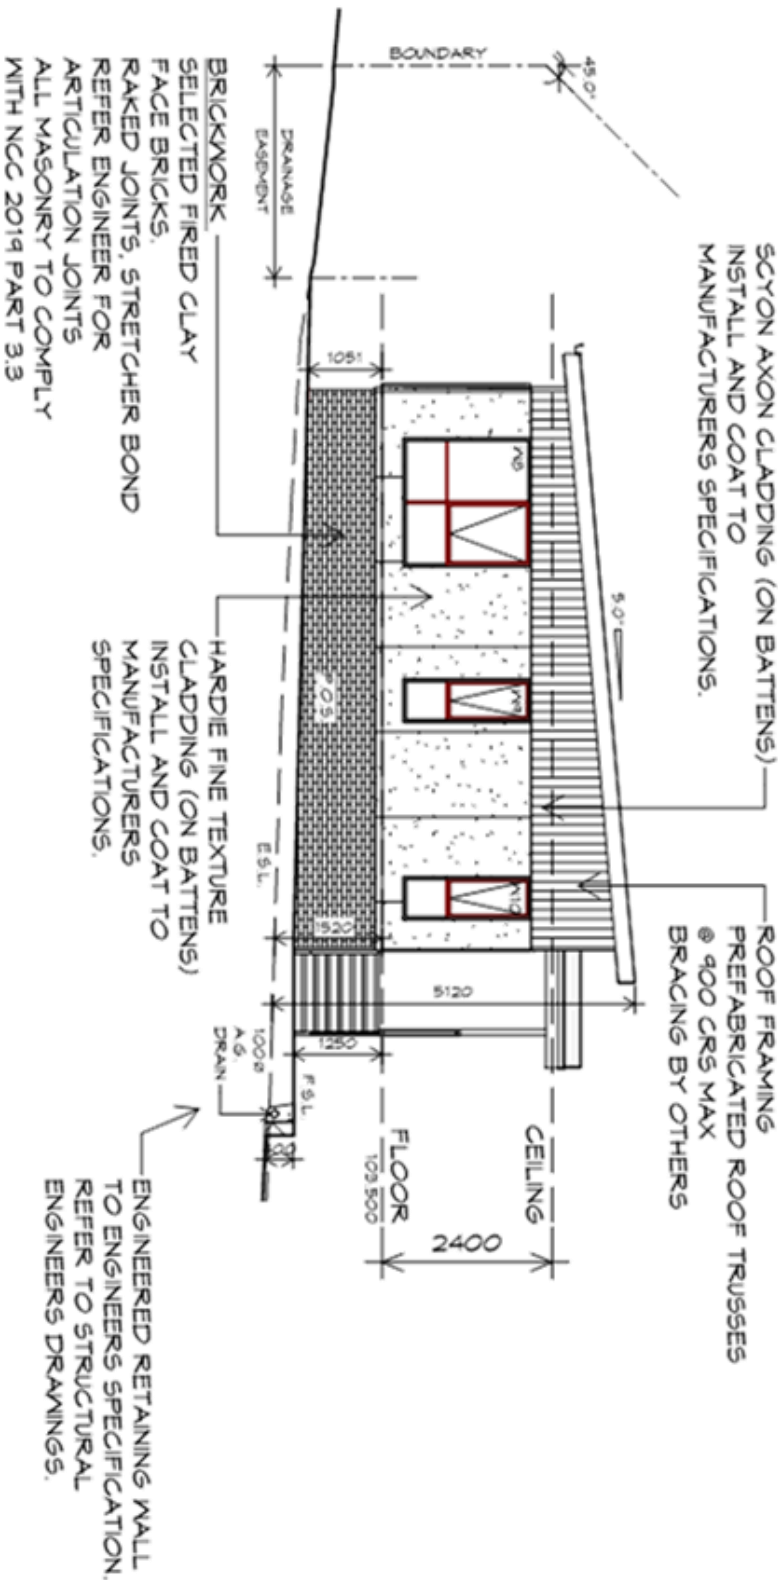 SCYON AXON CLADDING (ON BATTENS)
INSTALL AND COAT TO
MANUFACTURERS SPECIFICATIONS.
ROOF FRAMING
PREFABRICATED ROOF TRUSSES
@ 900 CRS MAX
BRACING BY OTHERS
45.0°
5.0°
BOUNDARY
CEILING
2400
FLOOR
103.500
5120
1051
P.O.S.
1520
1250
DRAINAGE
EASEMENT
E.S.L.
F.S.L.
100Ø
A.G.
DRAIN
BRICKWORK
SELECTED FIRED CLAY
FACE BRICKS.
RAKED JOINTS, STRETCHER BOND
REFER ENGINEER FOR
ARTICULATION JOINTS
ALL MASONRY TO COMPLY
WITH NCC 2019 PART 3.3
HARDIE FINE TEXTURE
CLADDING (ON BATTENS)
INSTALL AND COAT TO
MANUFACTURERS
SPECIFICATIONS.
ENGINEERED RETAINING WALL
TO ENGINEERS SPECIFICATION.
REFER TO STRUCTURAL
ENGINEERS DRAWINGS.